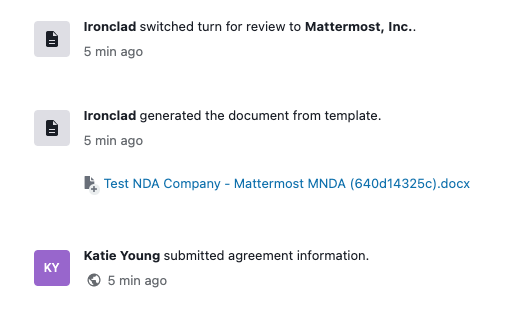 Ironclad switched turn for review to Mattermost, Inc..
5 min ago
Ironclad generated the document from template.
5 min ago
Test NDA Company - Mattermost MNDA (640d14325c).docx
KY
Katie Young submitted agreement information.
5 min ago